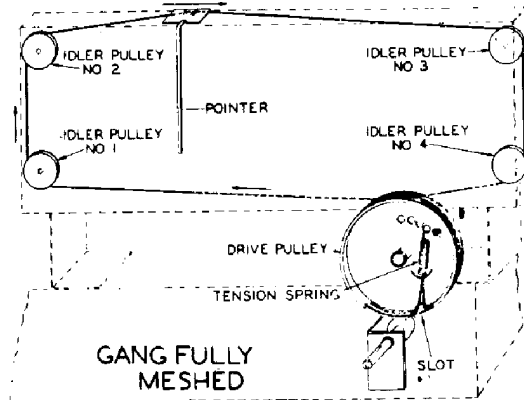 IDLER PULLEY
NO 2
IDLER PULLEY
NO 3
POINTER
IDLER PULLEY
NO 1
IDLER PULLEY
NO 4
DRIVE PULLEY
TENSION SPRING
GANG FULLY
MESHED
SLOT